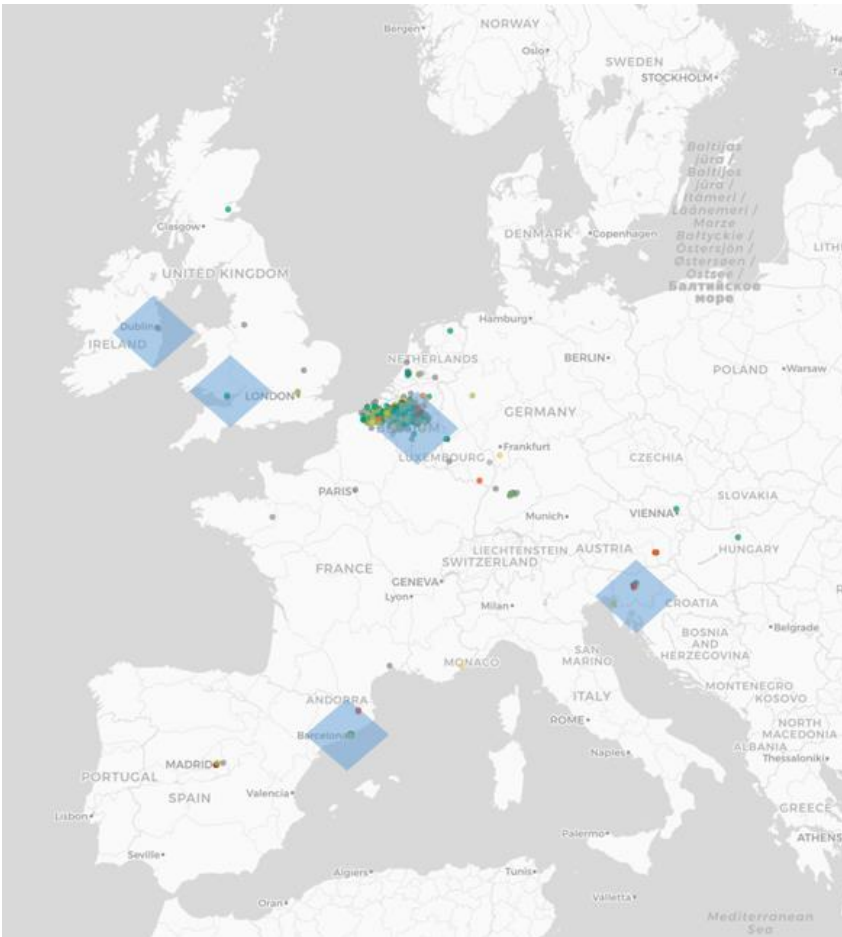 NORWAY
Bergen
Oslo
SWEDEN
STOCKHOLM
Baltijas
jūra /
Baltijos
jūra /
Itämeri /
Läänemeri /
Morze
Bałtyckie /
Östersjön /
Østersøen /
Ostsee /
Балтийское
море
Glasgow
DENMARK
Copenhagen
LITH
UNITED KINGDOM
Dublin
IRELAND
Hamburg
NETHERLANDS
BERLIN
POLAND
Warsaw
LONDON
GERMANY
BELGIUM
Frankfurt
LUXEMBOURG
CZECHIA
PARIS
SLOVAKIA
Munich
VIENNA
LIECHTENSTEIN
AUSTRIA
HUNGARY
SWITZERLAND
FRANCE
GENEVA
Lyon
Milan
CROATIA
Belgrade
BOSNIA
AND
HERZEGOVINA
SAN
MARINO
MONACO
MONTENEGRO
KOSOVO
ITALY
ANDORRA
ROME
NORTH
MACEDONIA
Barcelona
ALBANIA
Thessaloniki
Naples
MADRID
PORTUGAL
SPAIN
Valencia
Lisbon
GREECE
Palermo
ATHENS
Seville
Algiers
Tunis
Oran
Valletta
Mediterranean
Sea